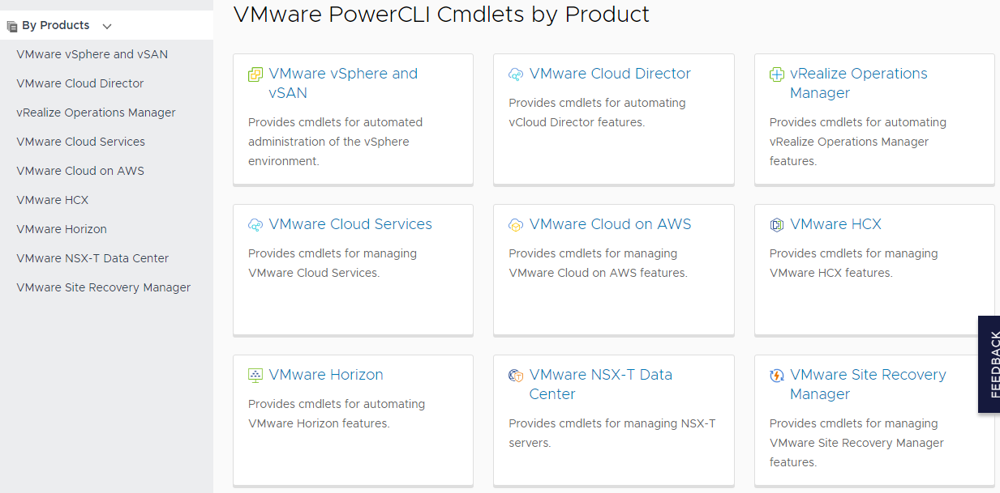 By Products
VMware vSphere and vSAN
VMware Cloud Director
vRealize Operations Manager
VMware Cloud Services
VMware Cloud on AWS
VMware HCX
VMware Horizon
VMware NSX-T Data Center
VMware Site Recovery Manager
VMware PowerCLI Cmdlets by Product
VMware vSphere and
vSAN
Provides cmdlets for automated
administration of the vSphere
environment.
VMware Cloud Director
Provides cmdlets for automating
vCloud Director features.
vRealize Operations
Manager
Provides cmdlets for automating
vRealize Operations Manager
features.
VMware Cloud Services
Provides cmdlets for managing
VMware Cloud Services.
VMware Cloud on AWS
Provides cmdlets for managing
VMware Cloud on AWS features.
VMware HCX
Provides cmdlets for managing
VMware HCX features.
VMware Horizon
Provides cmdlets for automating
VMware Horizon features.
VMware NSX-T Data
Center
Provides cmdlets for managing NSX-T
servers.
VMware Site Recovery
Manager
Provides cmdlets for managing
VMware Site Recovery Manager
features.
FEEDBACK